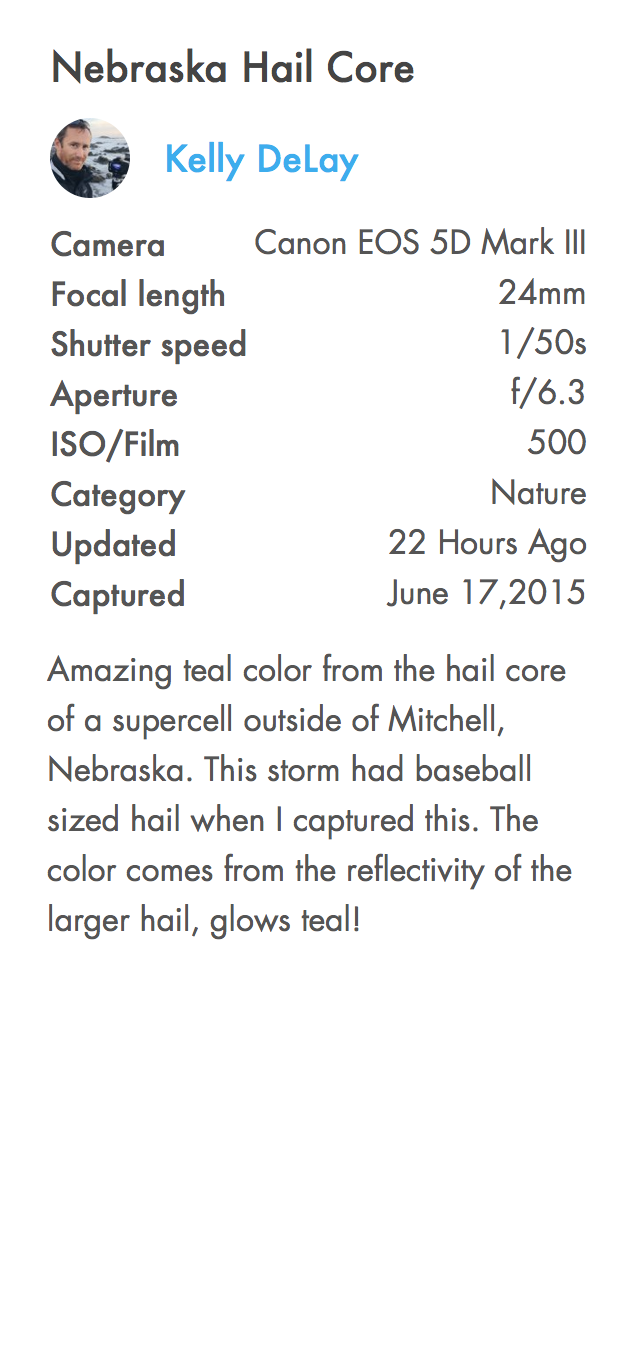 Nebraska Hail Core
Kelly DeLay
Camera Canon EOS 5D Mark III
Focal length 24mm
Shutter speed 1/50s
Aperture f/6.3
ISO/Film 500
Category Nature
Updated 22 Hours Ago
Captured June 17,2015
Amazing teal color from the hail core
of a supercell outside of Mitchell,
Nebraska. This storm had baseball
sized hail when I captured this. The
color comes from the reflectivity of the
larger hail, glows teal!